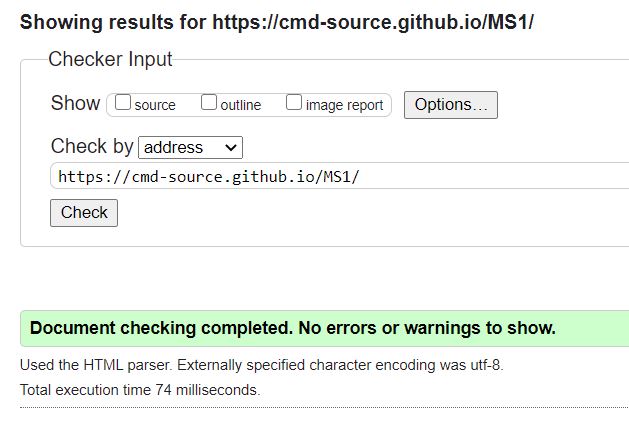 Showing results for https://cmd-source.github.io/MS1/
Checker Input
Show source outline image report Options...
Check by address
https://cmd-source.github.io/MS1/
Check
Document checking completed. No errors or warnings to show.
Used the HTML parser. Externally specified character encoding was utf-8.
Total execution time 74 milliseconds.